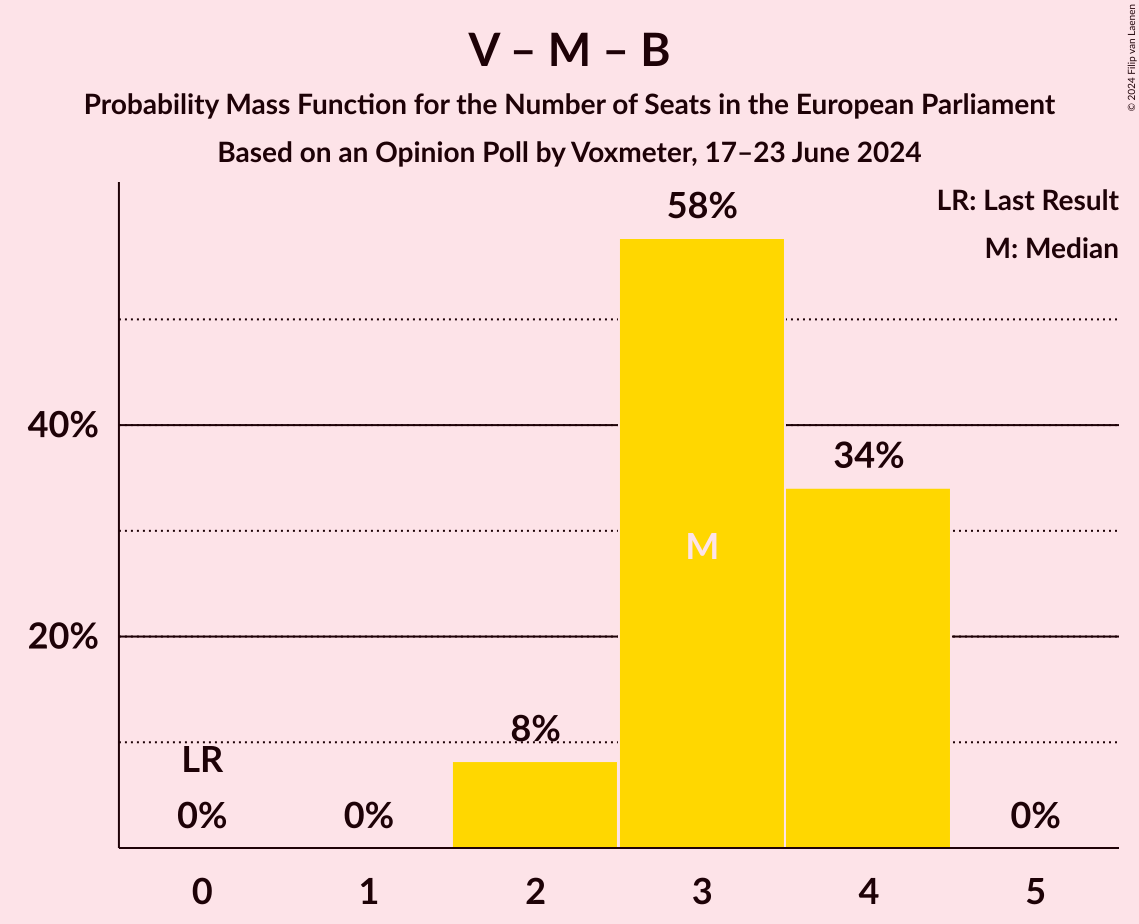 V – M – B
Probability Mass Function for the Number of Seats in the European Parliament
Based on an Opinion Poll by Voxmeter, 17–23 June 2024
© 2024 Filip van Laenen
LR: Last Result
M: Median
58%
40%
34%
M
20%
8%
LR
0%
0%
0%
0
1
2
3
4
5